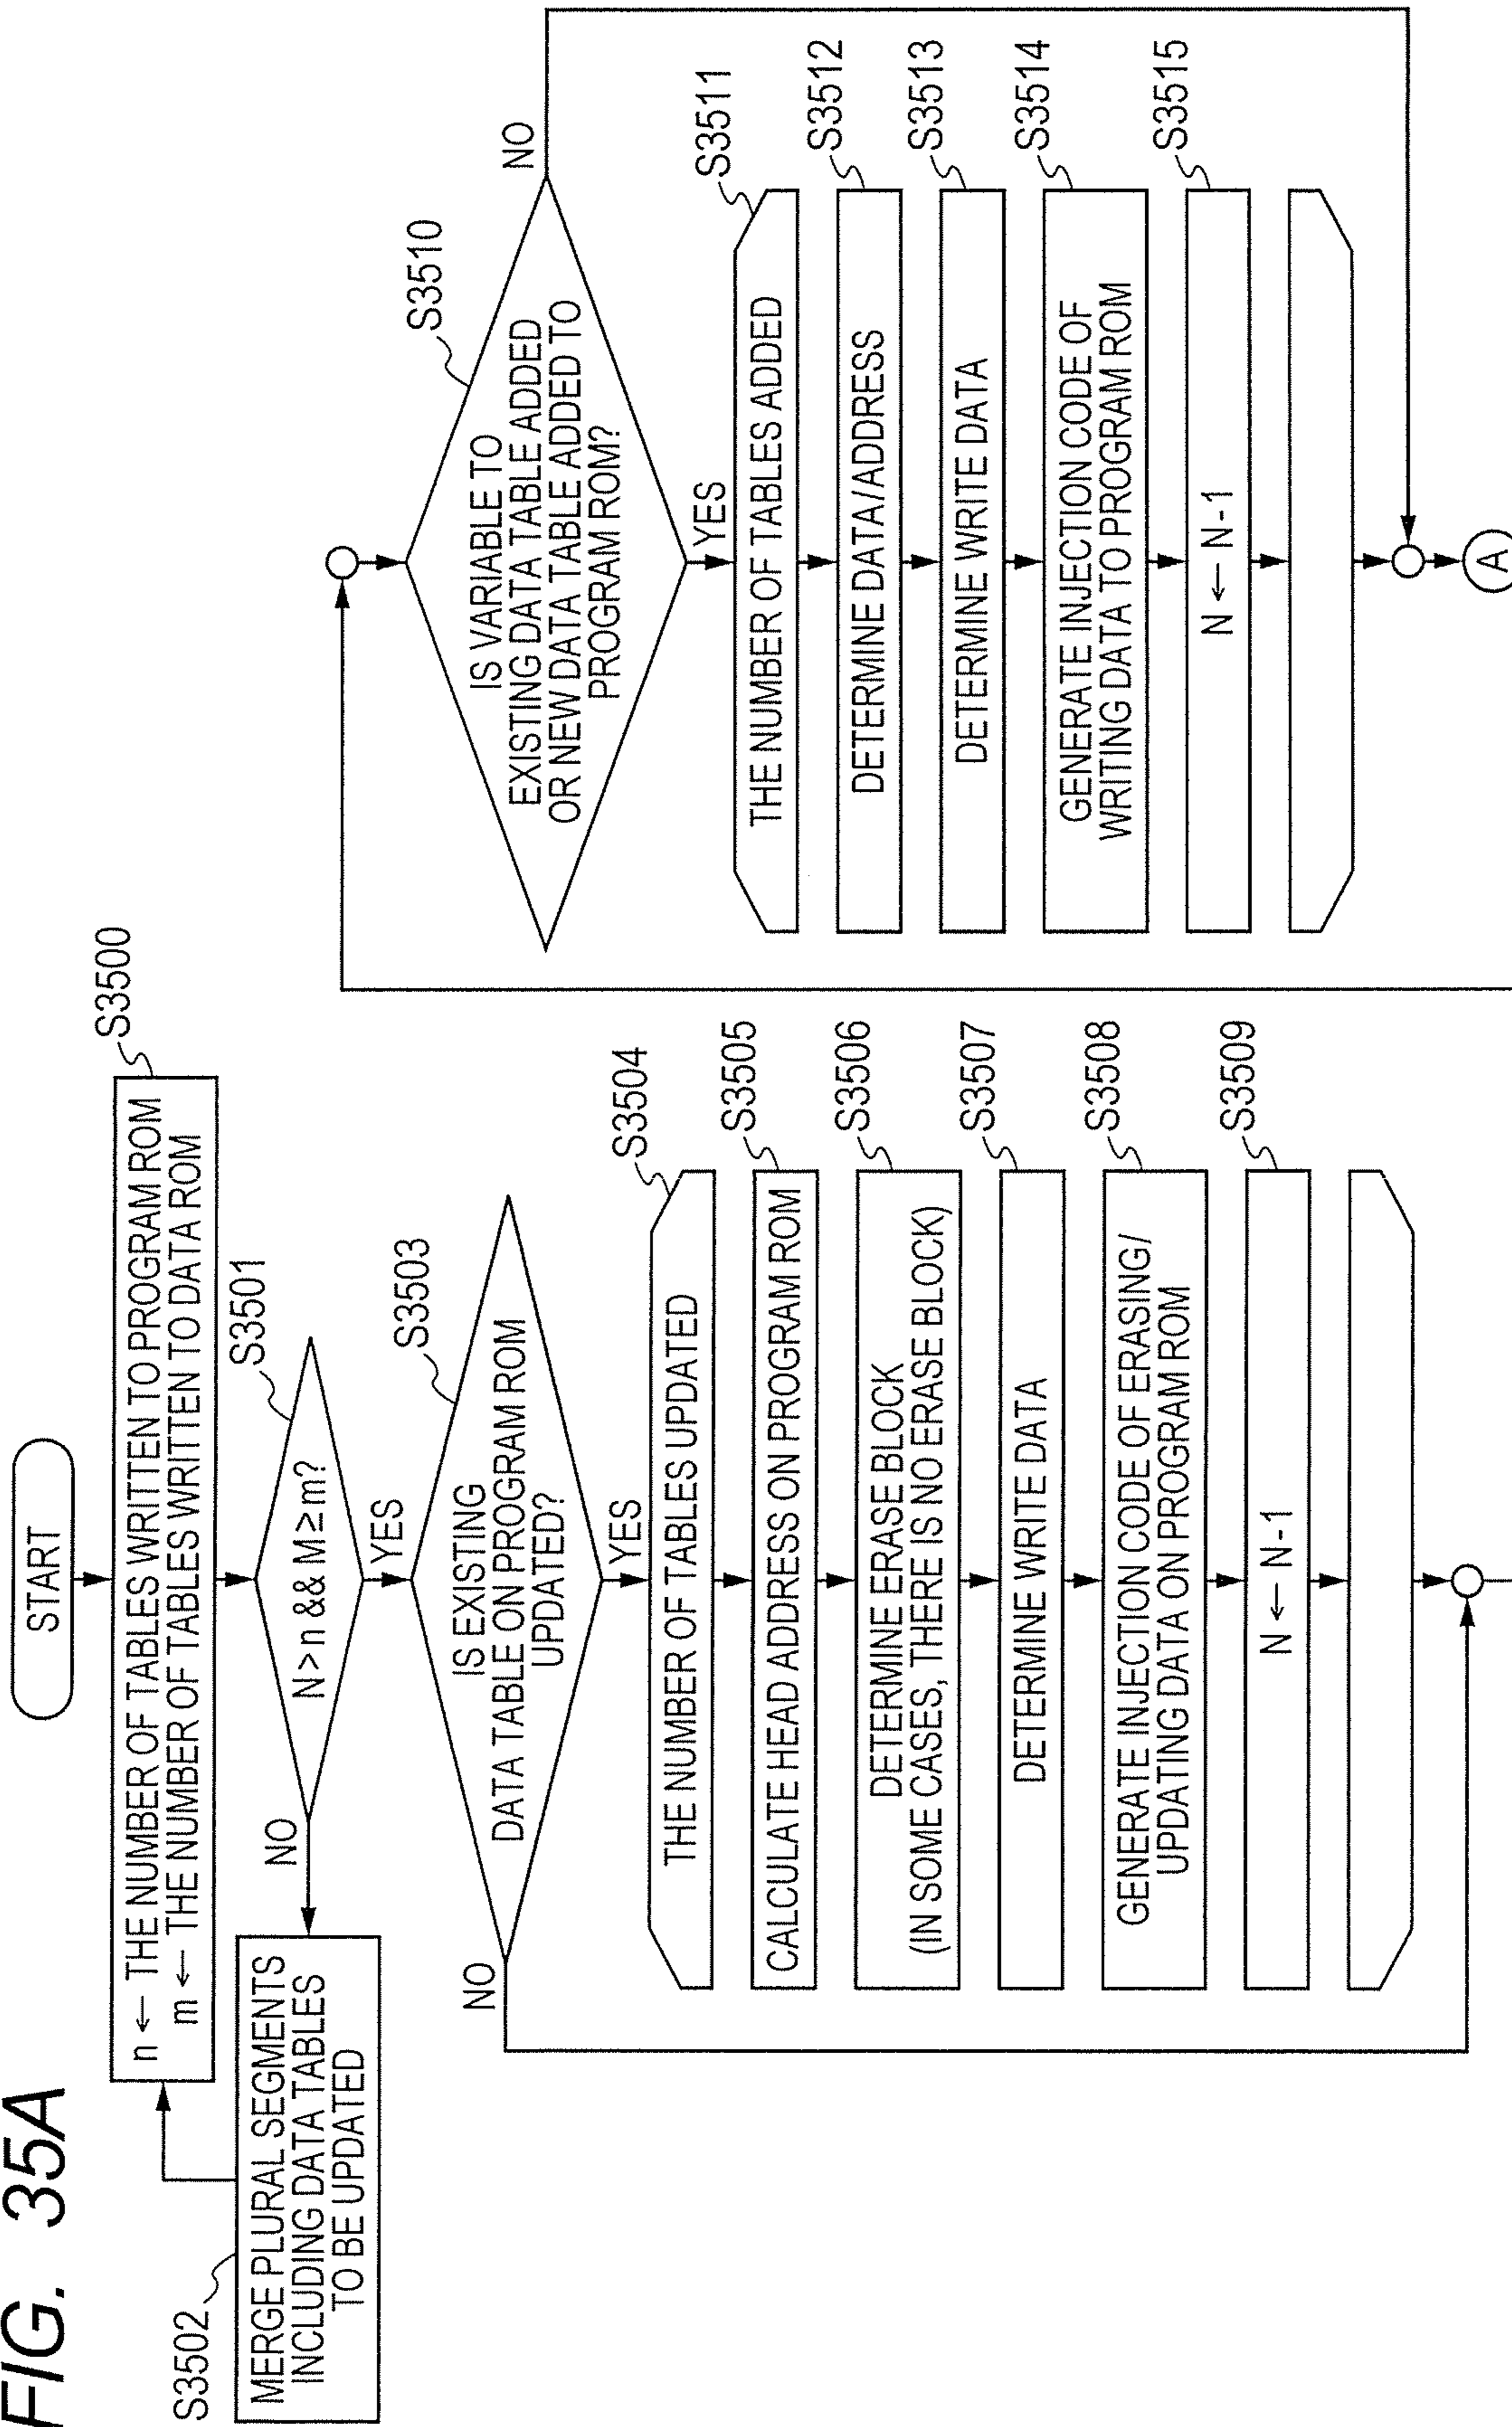 FIG. 35A
START
n ← THE NUMBER OF TABLES WRITTEN TO PROGRAM ROM
m ← THE NUMBER OF TABLES WRITTEN TO DATA ROM
S3500
N>n && M≥m?
S3501
NO
YES
S3502
MERGE PLURAL SEGMENTS
INCLUDING DATA TABLES
TO BE UPDATED
IS EXISTING
DATA TABLE ON PROGRAM ROM
UPDATED?
S3503
NO
YES
THE NUMBER OF TABLES UPDATED
S3504
CALCULATE HEAD ADDRESS ON PROGRAM ROM
S3505
DETERMINE ERASE BLOCK
(IN SOME CASES, THERE IS NO ERASE BLOCK)
S3506
DETERMINE WRITE DATA
S3507
GENERATE INJECTION CODE OF ERASING/
UPDATING DATA ON PROGRAM ROM
S3508
N ← N-1
S3509
IS VARIABLE TO
EXISTING DATA TABLE ADDED
OR NEW DATA TABLE ADDED TO
PROGRAM ROM?
S3510
NO
YES
THE NUMBER OF TABLES ADDED
S3511
DETERMINE DATA/ADDRESS
S3512
DETERMINE WRITE DATA
S3513
GENERATE INJECTION CODE OF
WRITING DATA TO PROGRAM ROM
S3514
N ← N-1
S3515
A